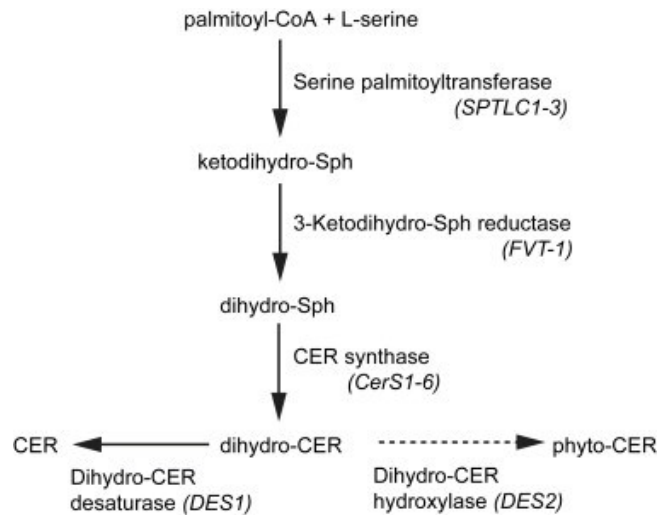 palmitoyl-CoA + L-serine
Serine palmitoyltransferase
(SPTLC1-3)
ketodihydro-Sph
3-Ketodihydro-Sph reductase
(FVT-1)
dihydro-Sph
CER synthase
(CerS1-6)
CER
dihydro-CER
phyto-CER
Dihydro-CER
desaturase (DES1)
Dihydro-CER
hydroxylase (DES2)